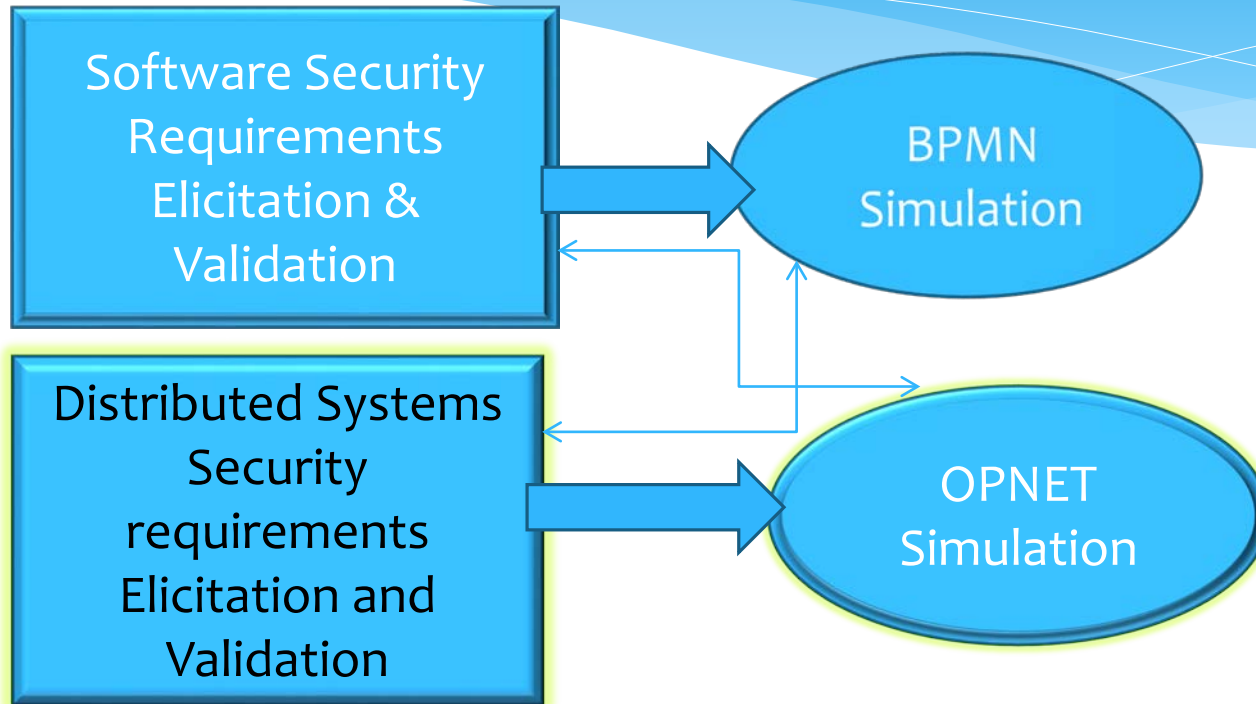 Software Security
Requirements
Elicitation &
Validation
BPMN
Simulation
Distributed Systems
Security
requirements
Elicitation and
Validation
OPNET
Simulation